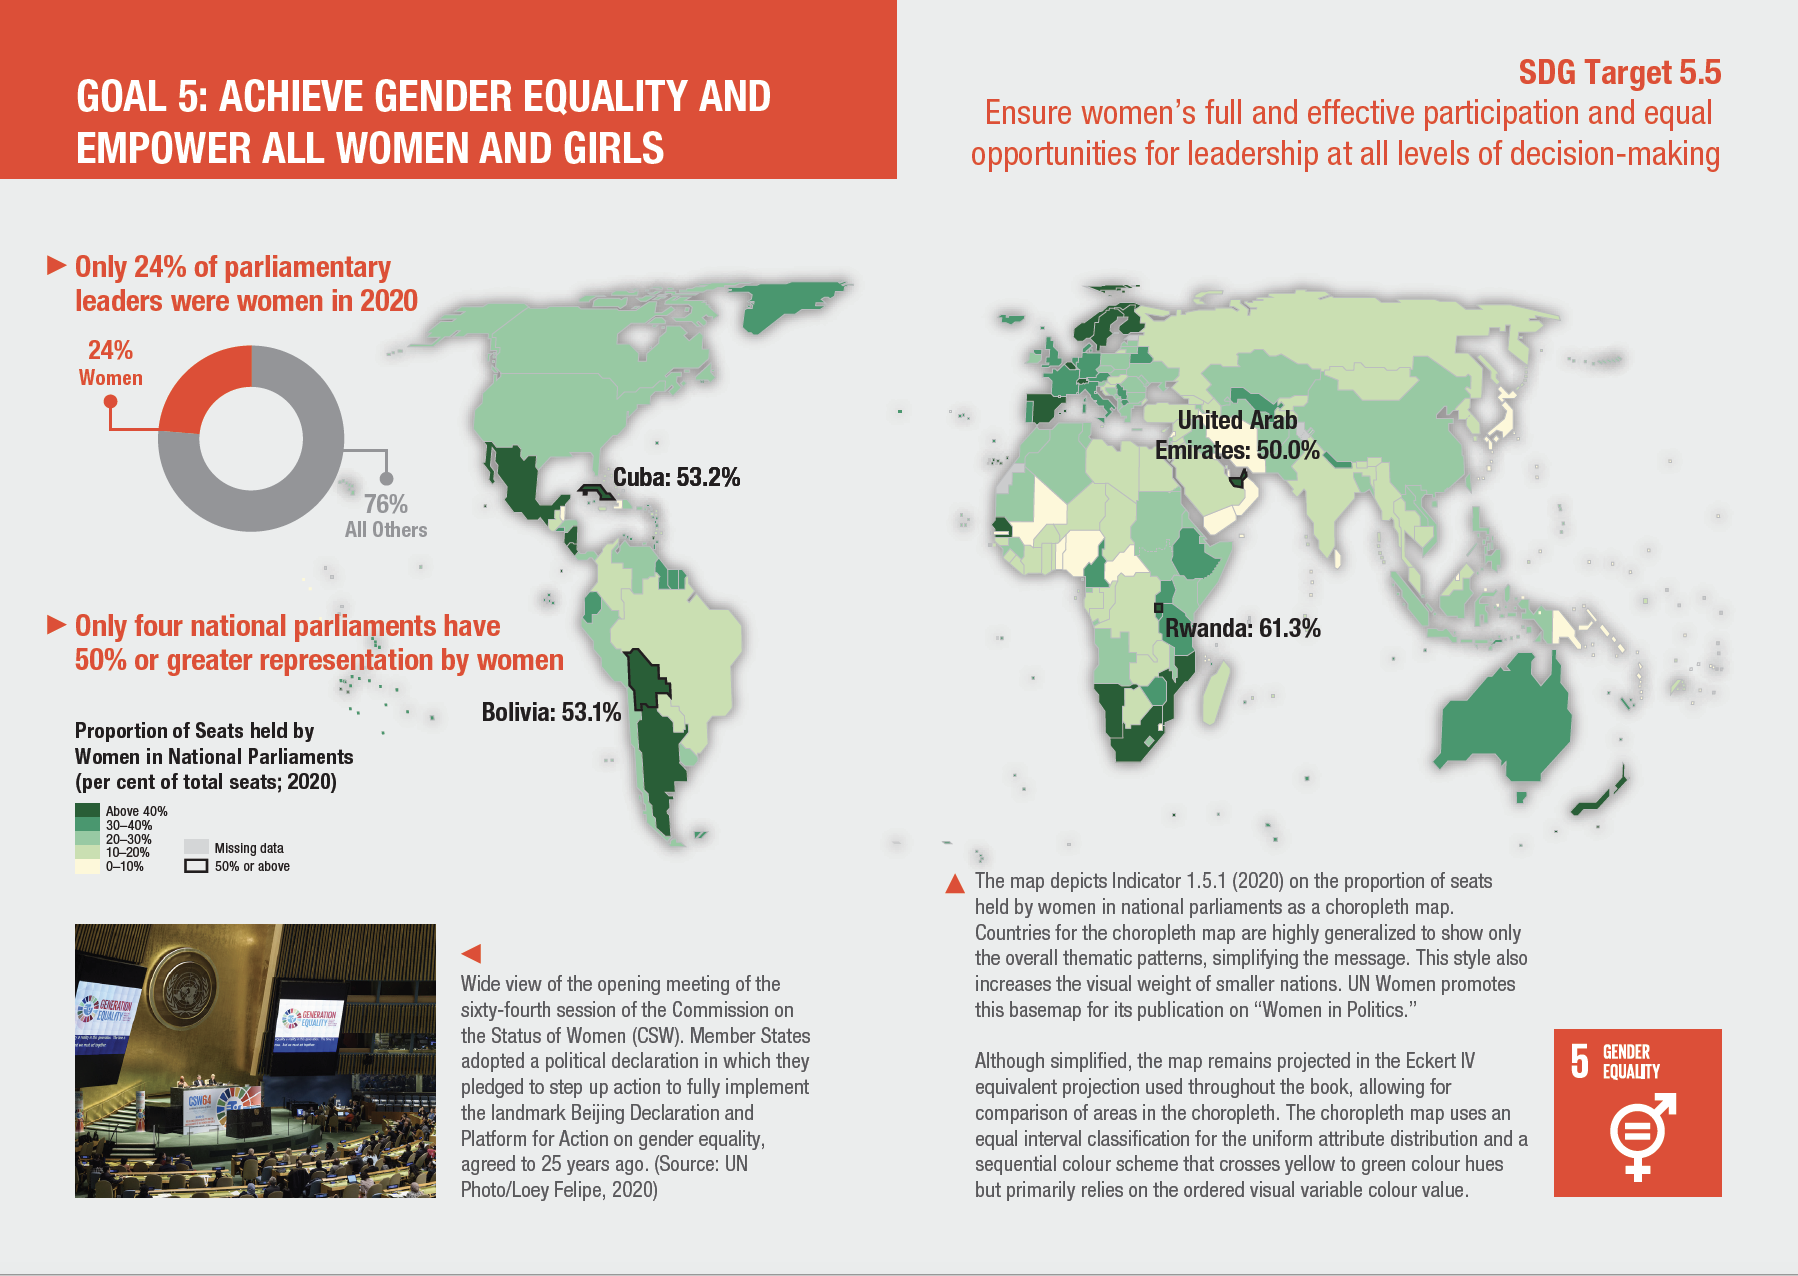 GOAL 5: ACHIEVE GENDER EQUALITY AND
EMPOWER ALL WOMEN AND GIRLS
SDG Target 5.5
Ensure women’s full and effective participation and equal
opportunities for leadership at all levels of decision-making
Only 24% of parliamentary
leaders were women in 2020
24%
Women
76%
All Others
Cuba: 53.2%
United Arab
Emirates: 50.0%
Rwanda: 61.3%
Only four national parliaments have
50% or greater representation by women
Bolivia: 53.1%
Proportion of Seats held by
Women in National Parliaments
(per cent of total seats; 2020)
Above 40%
30–40%
20–30%
10–20%
0–10%
Missing data
50% or above
GENERATION
EQUALITY
GENERATION
EQUALITY
CSW64
Wide view of the opening meeting of the
sixty-fourth session of the Commission on
the Status of Women (CSW). Member States
adopted a political declaration in which they
pledged to step up action to fully implement
the landmark Beijing Declaration and
Platform for Action on gender equality,
agreed to 25 years ago. (Source: UN
Photo/Loey Felipe, 2020)
The map depicts Indicator 1.5.1 (2020) on the proportion of seats
held by women in national parliaments as a choropleth map.
Countries for the choropleth map are highly generalized to show only
the overall thematic patterns, simplifying the message. This style also
increases the visual weight of smaller nations. UN Women promotes
this basemap for its publication on “Women in Politics.”
Although simplified, the map remains projected in the Eckert IV
equivalent projection used throughout the book, allowing for
comparison of areas in the choropleth. The choropleth map uses an
equal interval classification for the uniform attribute distribution and a
sequential colour scheme that crosses yellow to green colour hues
but primarily relies on the ordered visual variable colour value.
5 GENDER
EQUALITY